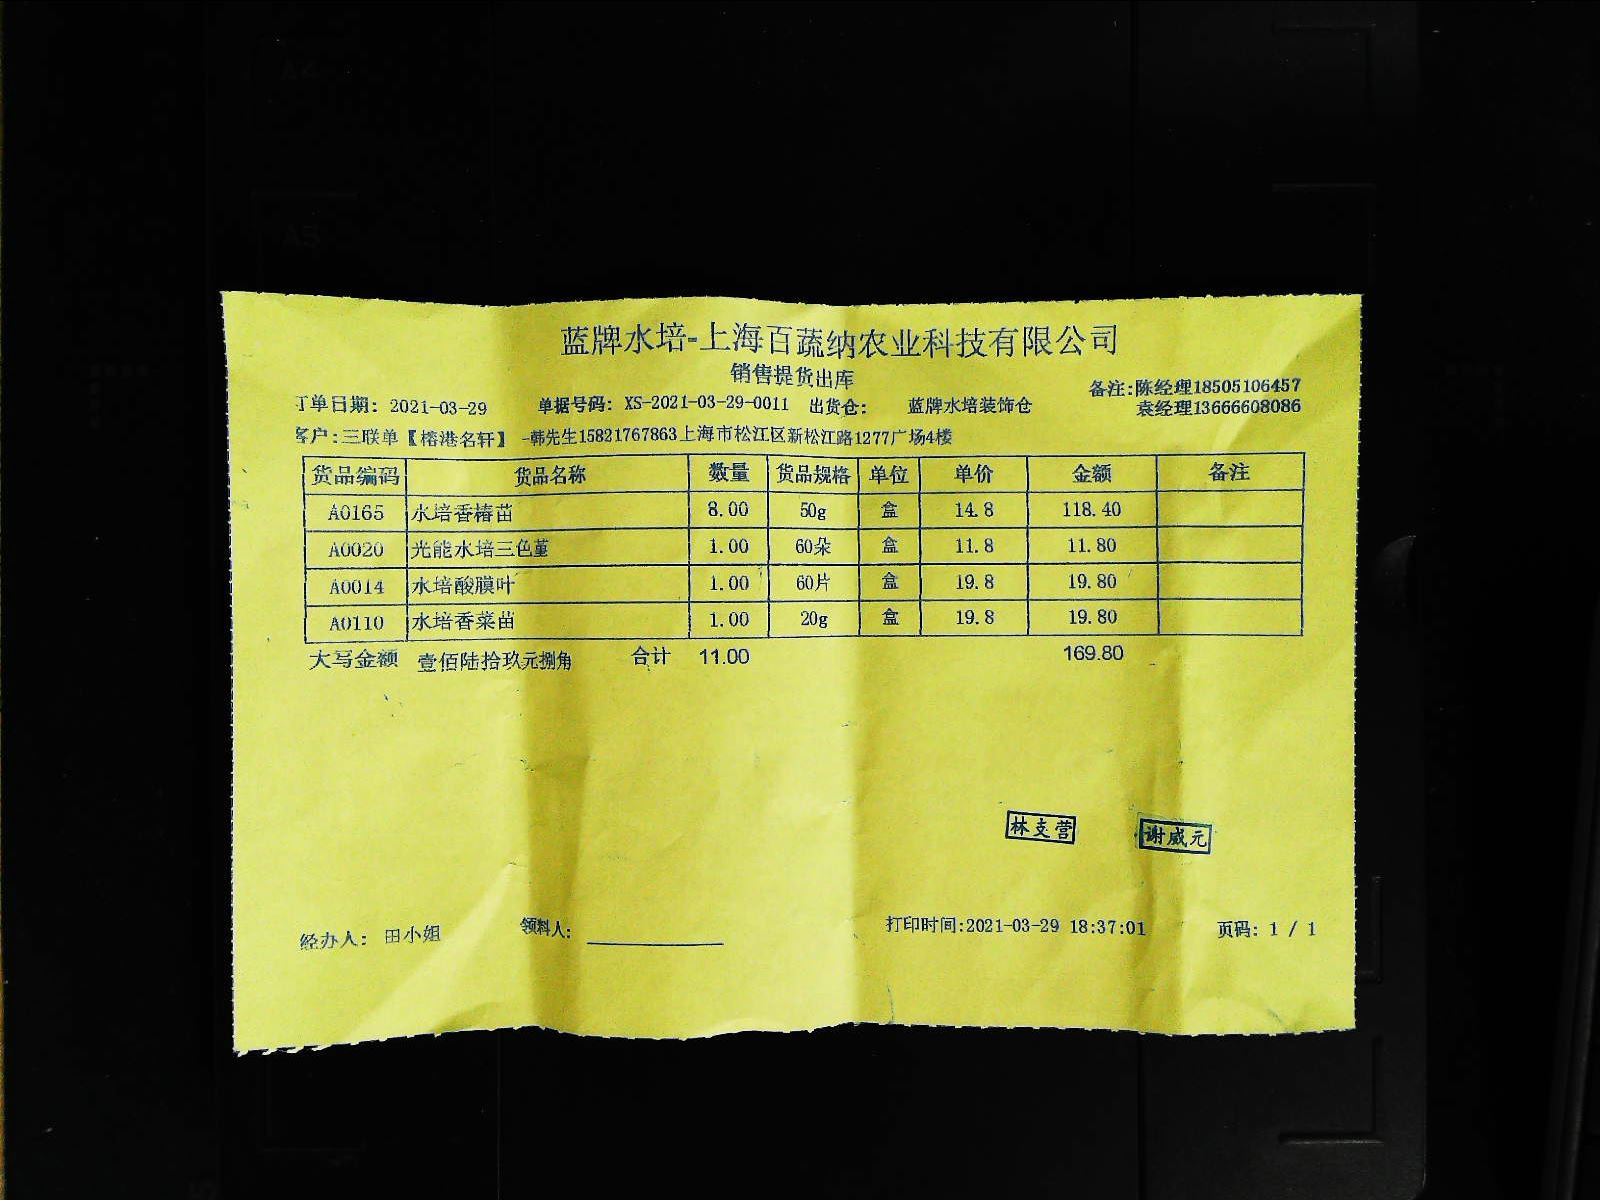 蓝牌水培-上海百蔬纳农业科技有限公司
销售提货出库
备注:陈经理18505106457
订单日期: 2021-03-29 单据号码: XS-2021-03-29-0011 出货仓: 蓝牌水培装饰仓 袁经理13666608086
客户:三联单【榕港名轩】 -韩先生15821767863上海市松江区新松江路1277广场4楼
货品编码 货品名称 数量 货品规格 单位 单价 金额 备注
A0165 水培香椿苗 8.00 50g 盒 14.8 118.40
A0020 光能水培三色堇 1.00 60朵 盒 11.8 11.80
A0014 水培酸膜叶 1.00 60片 盒 19.8 19.80
A0110 水培香菜苗 1.00 20g 盒 19.8 19.80
大写金额 壹佰陆拾玖元捌角 合计 11.00 169.80
林支营 谢威元
经办人: 田小姐 领料人: 打印时间:2021-03-29 18:37:01 页码: 1 / 1